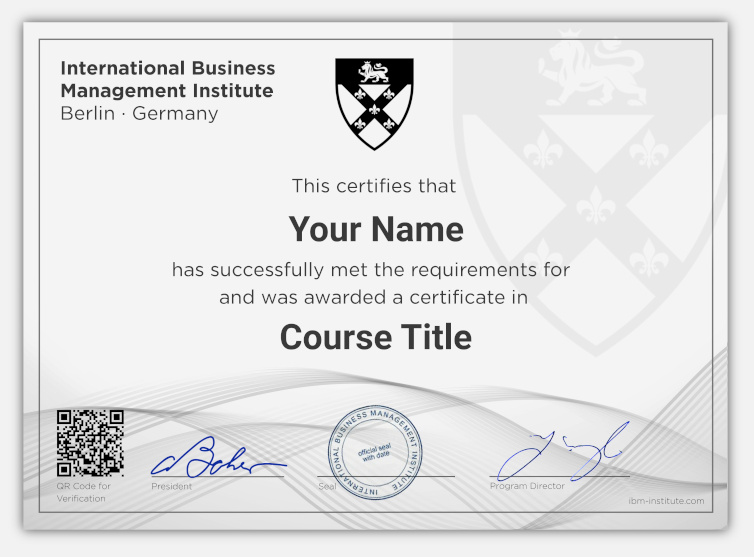 International Business
Management Institute
Berlin · Germany
This certifies that
Your Name
has successfully met the requirements for
and was awarded a certificate in
Course Title
INTERNATIONAL BUSINESS MANAGEMENT INSTITUTE
official seal
with date
QR Code for
Verification
President
Seal
Program Director
ibm-institute.com